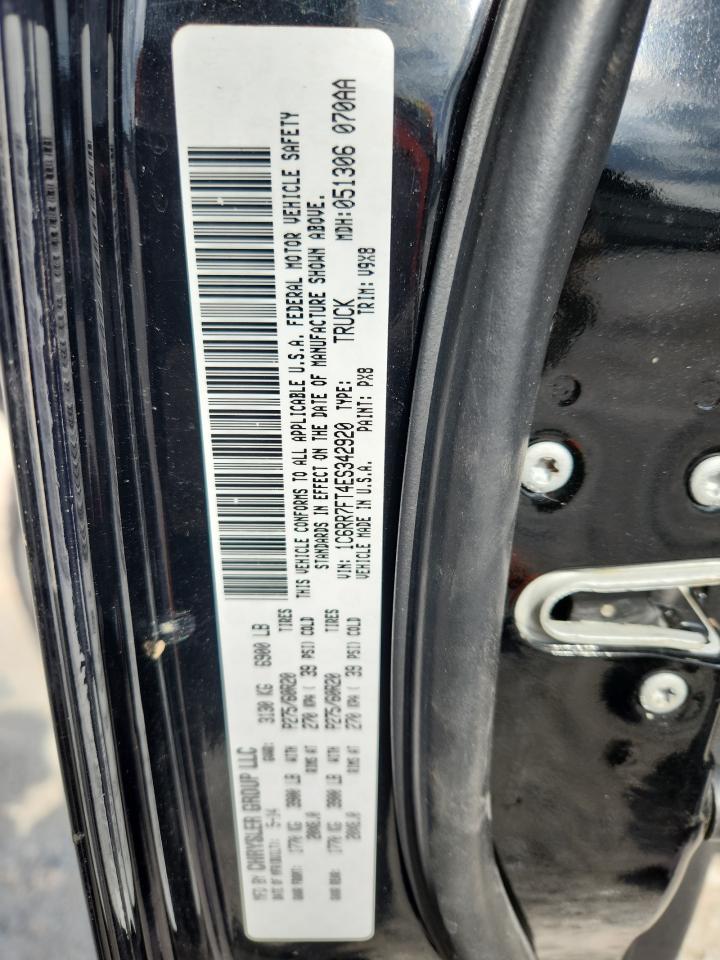 MFD BY CHRYSLER GROUP LLC
DATE OF MFR 5-14 GVWR: 3130 KG 6900 LB
GAWR FRONT: 1770 KG 3900 LB WITH P275/60R20 TIRES
20X8.0 RIMS AT 270 KPA ( 39 PSI) COLD
GAWR REAR: 1770 KG 3900 LB WITH P275/60R20 TIRES
20X8.0 RIMS AT 270 KPA ( 39 PSI) COLD
THIS VEHICLE CONFORMS TO ALL APPLICABLE U.S.A. FEDERAL MOTOR VEHICLE SAFETY
STANDARDS IN EFFECT ON THE DATE OF MANUFACTURE SHOWN ABOVE.
VIN: 1C6RR7FT4ES342920 TYPE: TRUCK MDH:051306 070AA
VEHICLE MADE IN U.S.A. PAINT: PX8 TRIM: V9X8